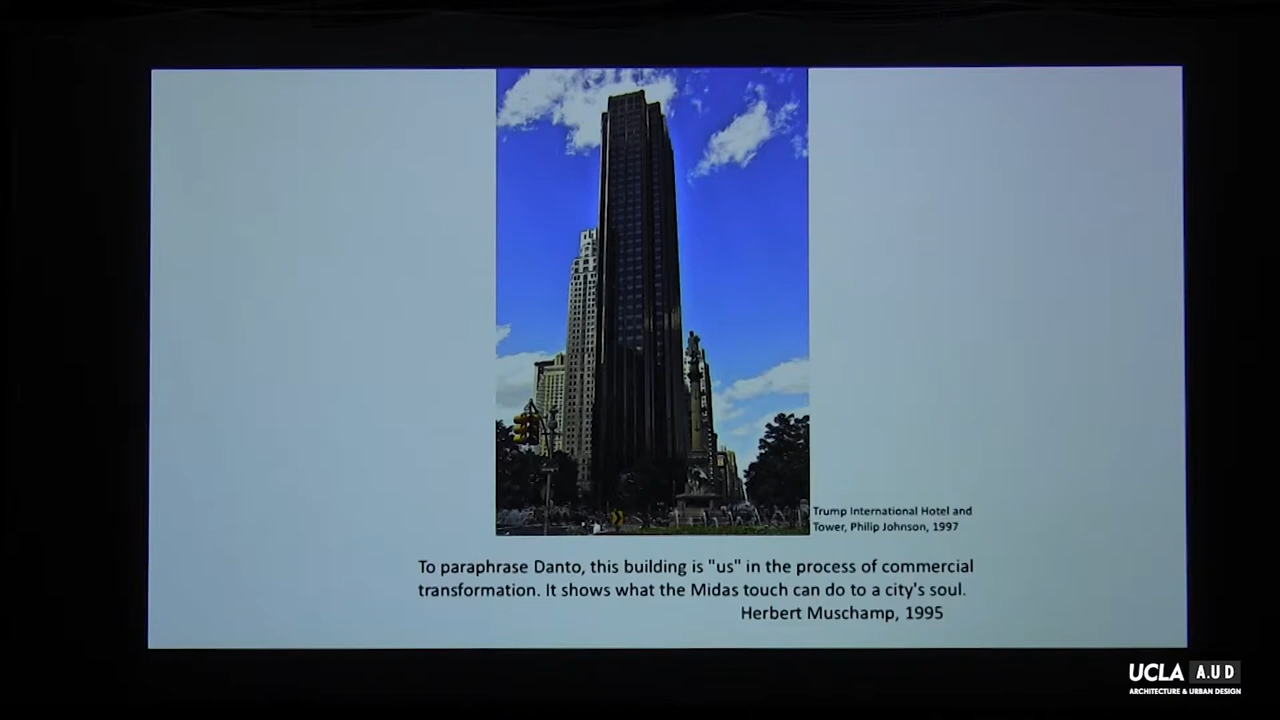 Trump International Hotel and
Tower, Philip Johnson, 1997
To paraphrase Danto, this building is "us" in the process of commercial
transformation. It shows what the Midas touch can do to a city's soul.
Herbert Muschamp, 1995
UCLA A.UD
ARCHITECTURE & URBAN DESIGN